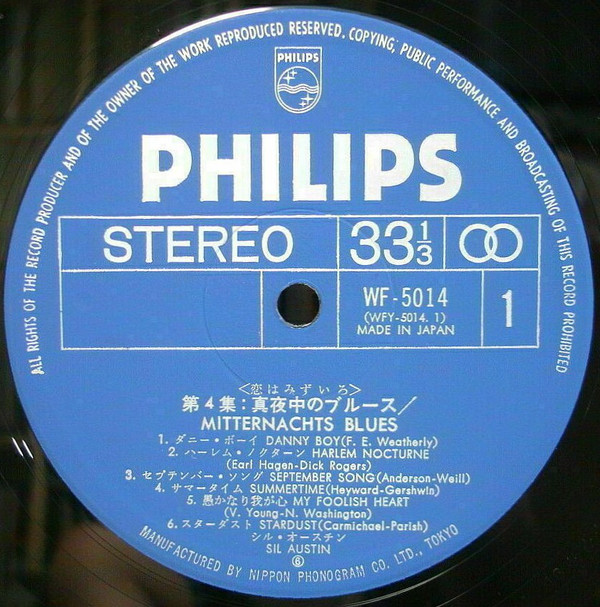 ALL RIGHTS OF THE RECORD PRODUCER AND OF THE OWNER OF THE WORK REPRODUCED RESERVED. COPYING, PUBLIC PERFORMANCE AND BROADCASTING OF THIS RECORD PROHIBITED
PHILIPS
PHILIPS
STEREO 33 1/3
WF-5014 1
(WFY-5014. 1)
MADE IN JAPAN
<恋はみずいろ>
第4集:真夜中のブルース/
MITTERNACHTS BLUES
1. ダニー・ボーイ DANNY BOY(F. E. Weatherly)
2. ハーレム・ノクターン HARLEM NOCTURNE
(Earl Hagen-Dick Rogers)
3. セプテンバー・ソング SEPTEMBER SONG(Anderson-Weill)
4. サマータイム SUMMERTIME(Heyward-Gershwin)
5. 愚かなり我が心 MY FOOLISH HEART
(V. Young-N. Washington)
6. スターダスト STARDUST(Carmichael-Parish)
シル・オースチン
SIL AUSTIN
⑥
MANUFACTURED BY NIPPON PHONOGRAM CO. LTD., TOKYO